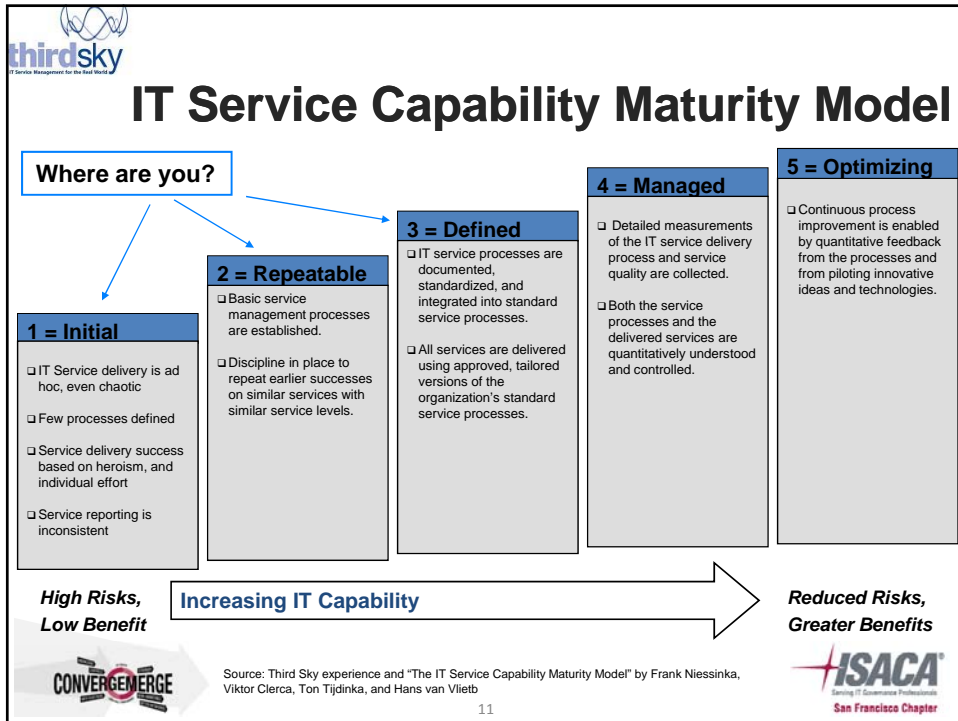 thirdsky
IT Service Management for the Real World
IT Service Capability Maturity Model
Where are you?
1 = Initial
❑ IT Service delivery is ad
hoc, even chaotic
❑ Few processes defined
❑ Service delivery success
based on heroism, and
individual effort
❑ Service reporting is
inconsistent
2 = Repeatable
❑ Basic service
management processes
are established.
❑ Discipline in place to
repeat earlier successes
on similar services with
similar service levels.
3 = Defined
❑ IT service processes are
documented,
standardized, and
integrated into standard
service processes.
❑ All services are delivered
using approved, tailored
versions of the
organization's standard
service processes.
4 = Managed
❑ Detailed measurements
of the IT service delivery
process and service
quality are collected.
❑ Both the service
processes and the
delivered services are
quantitatively understood
and controlled.
5 = Optimizing
❑ Continuous process
improvement is enabled
by quantitative feedback
from the processes and
from piloting innovative
ideas and technologies.
High Risks,
Low Benefit
Increasing IT Capability
Reduced Risks,
Greater Benefits
CONVERGEMERGE
Source: Third Sky experience and "The IT Service Capability Maturity Model" by Frank Niessinka,
Viktor Clerca, Ton Tijdinka, and Hans van Vlietb
11
ISACA®
Serving IT Governance Professionals
San Francisco Chapter